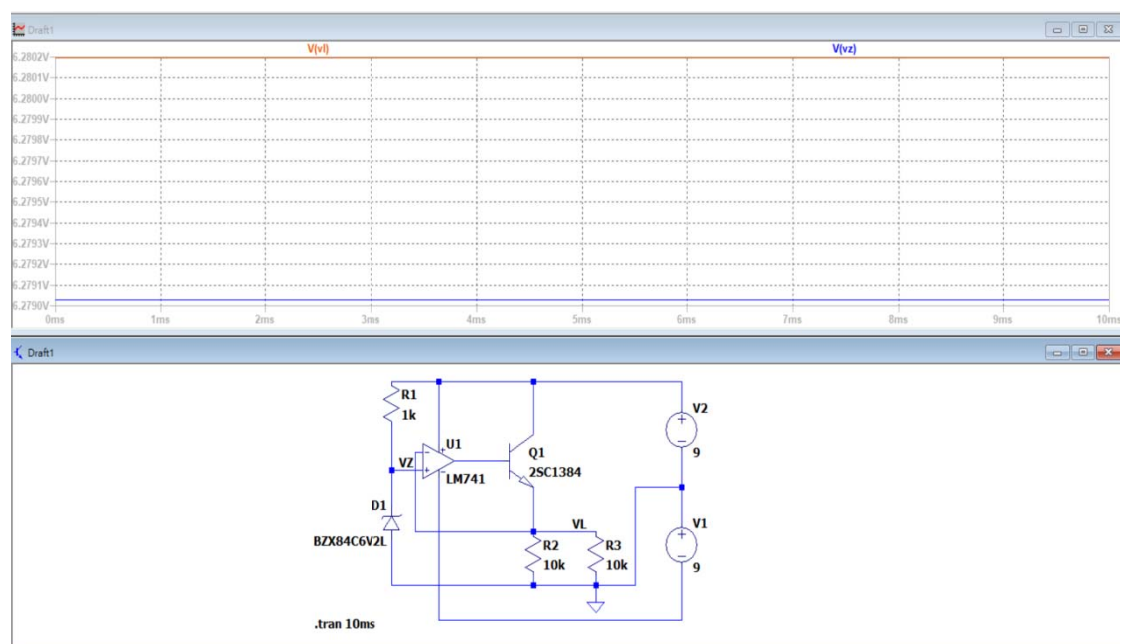 Draft1
V(vl) V(vz)
6.2802V
6.2801V
6.2800V
6.2799V
6.2798V
6.2797V
6.2796V
6.2795V
6.2794V
6.2793V
6.2792V
6.2791V
6.2790V
0ms 1ms 2ms 3ms 4ms 5ms 6ms 7ms 8ms 9ms 10ms
Draft1
R1
1k
V2
9
U1
LM741
VZ
Q1
2SC1384
D1
BZX84C6V2L
VL
R2
10k
R3
10k
V1
9
.tran 10ms